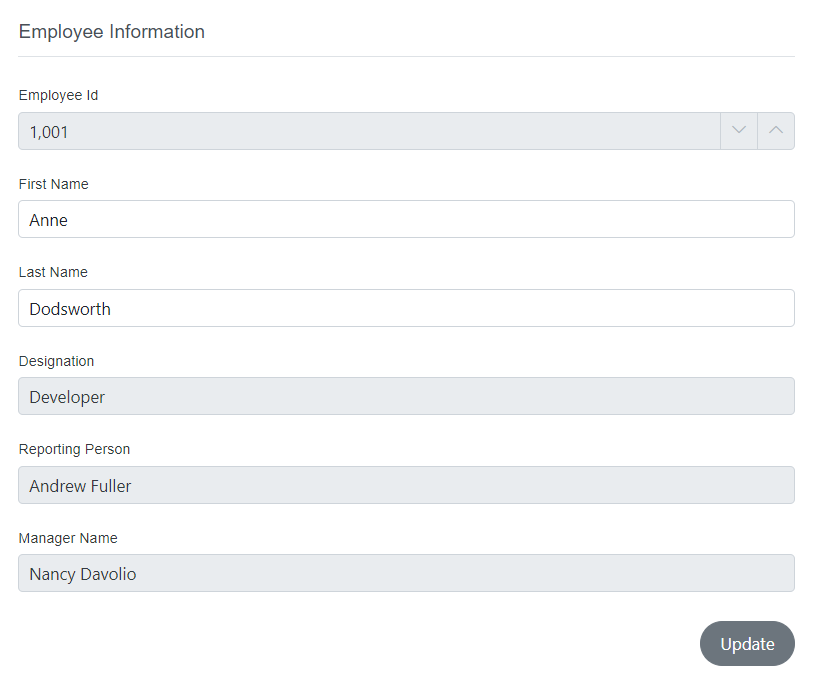 Employee Information
Employee Id
1,001
First Name
Anne
Last Name
Dodsworth
Designation
Developer
Reporting Person
Andrew Fuller
Manager Name
Nancy Davolio
Update